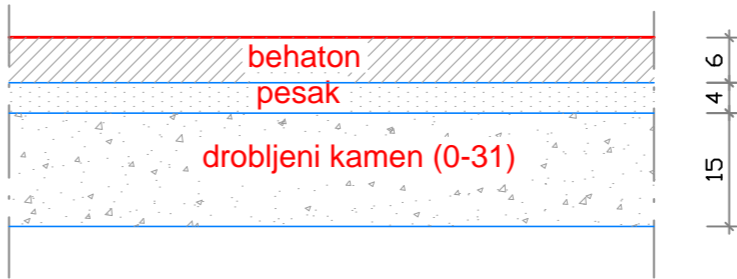 behaton
6
pesak
4
drobljeni kamen (0-31)
15